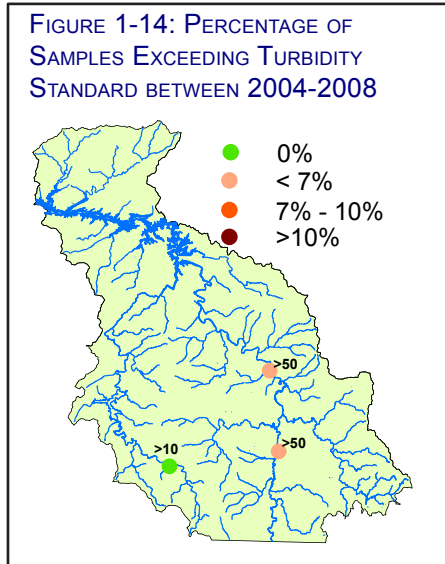 FIGURE 1-14: PERCENTAGE OF
SAMPLES EXCEEDING TURBIDITY
STANDARD BETWEEN 2004-2008
0%
< 7%
7% - 10%
>10%
>50
>50
>10